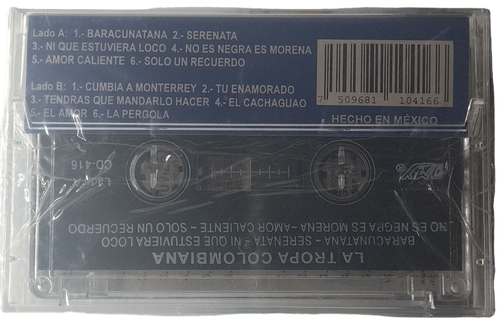 Lado A: 1.- BARACUNATANA 2.- SERENATA
3.- NI QUE ESTUVIERA LOCO 4.- NO ES NEGRA ES MORENA
5.- AMOR CALIENTE 6.- SOLO UN RECUERDO
Lado B: 1.- CUMBIA A MONTERREY 2.- TU ENAMORADO
3.- TENDRAS QUE MANDARLO HACER 4.- EL CACHAGUAO
5.- EL AMOR 6.- LA PERGOLA
7 509681 104166
HECHO EN MÉXICO
LA TROPA COLOMBIANA
BARACUNATANA – SERENATA – NI QUE ESTUVIERA LOCO
NO ES NEGRA ES MORENA –AMOR CALIENTE – SOLO UN RECUERDO
CD-416